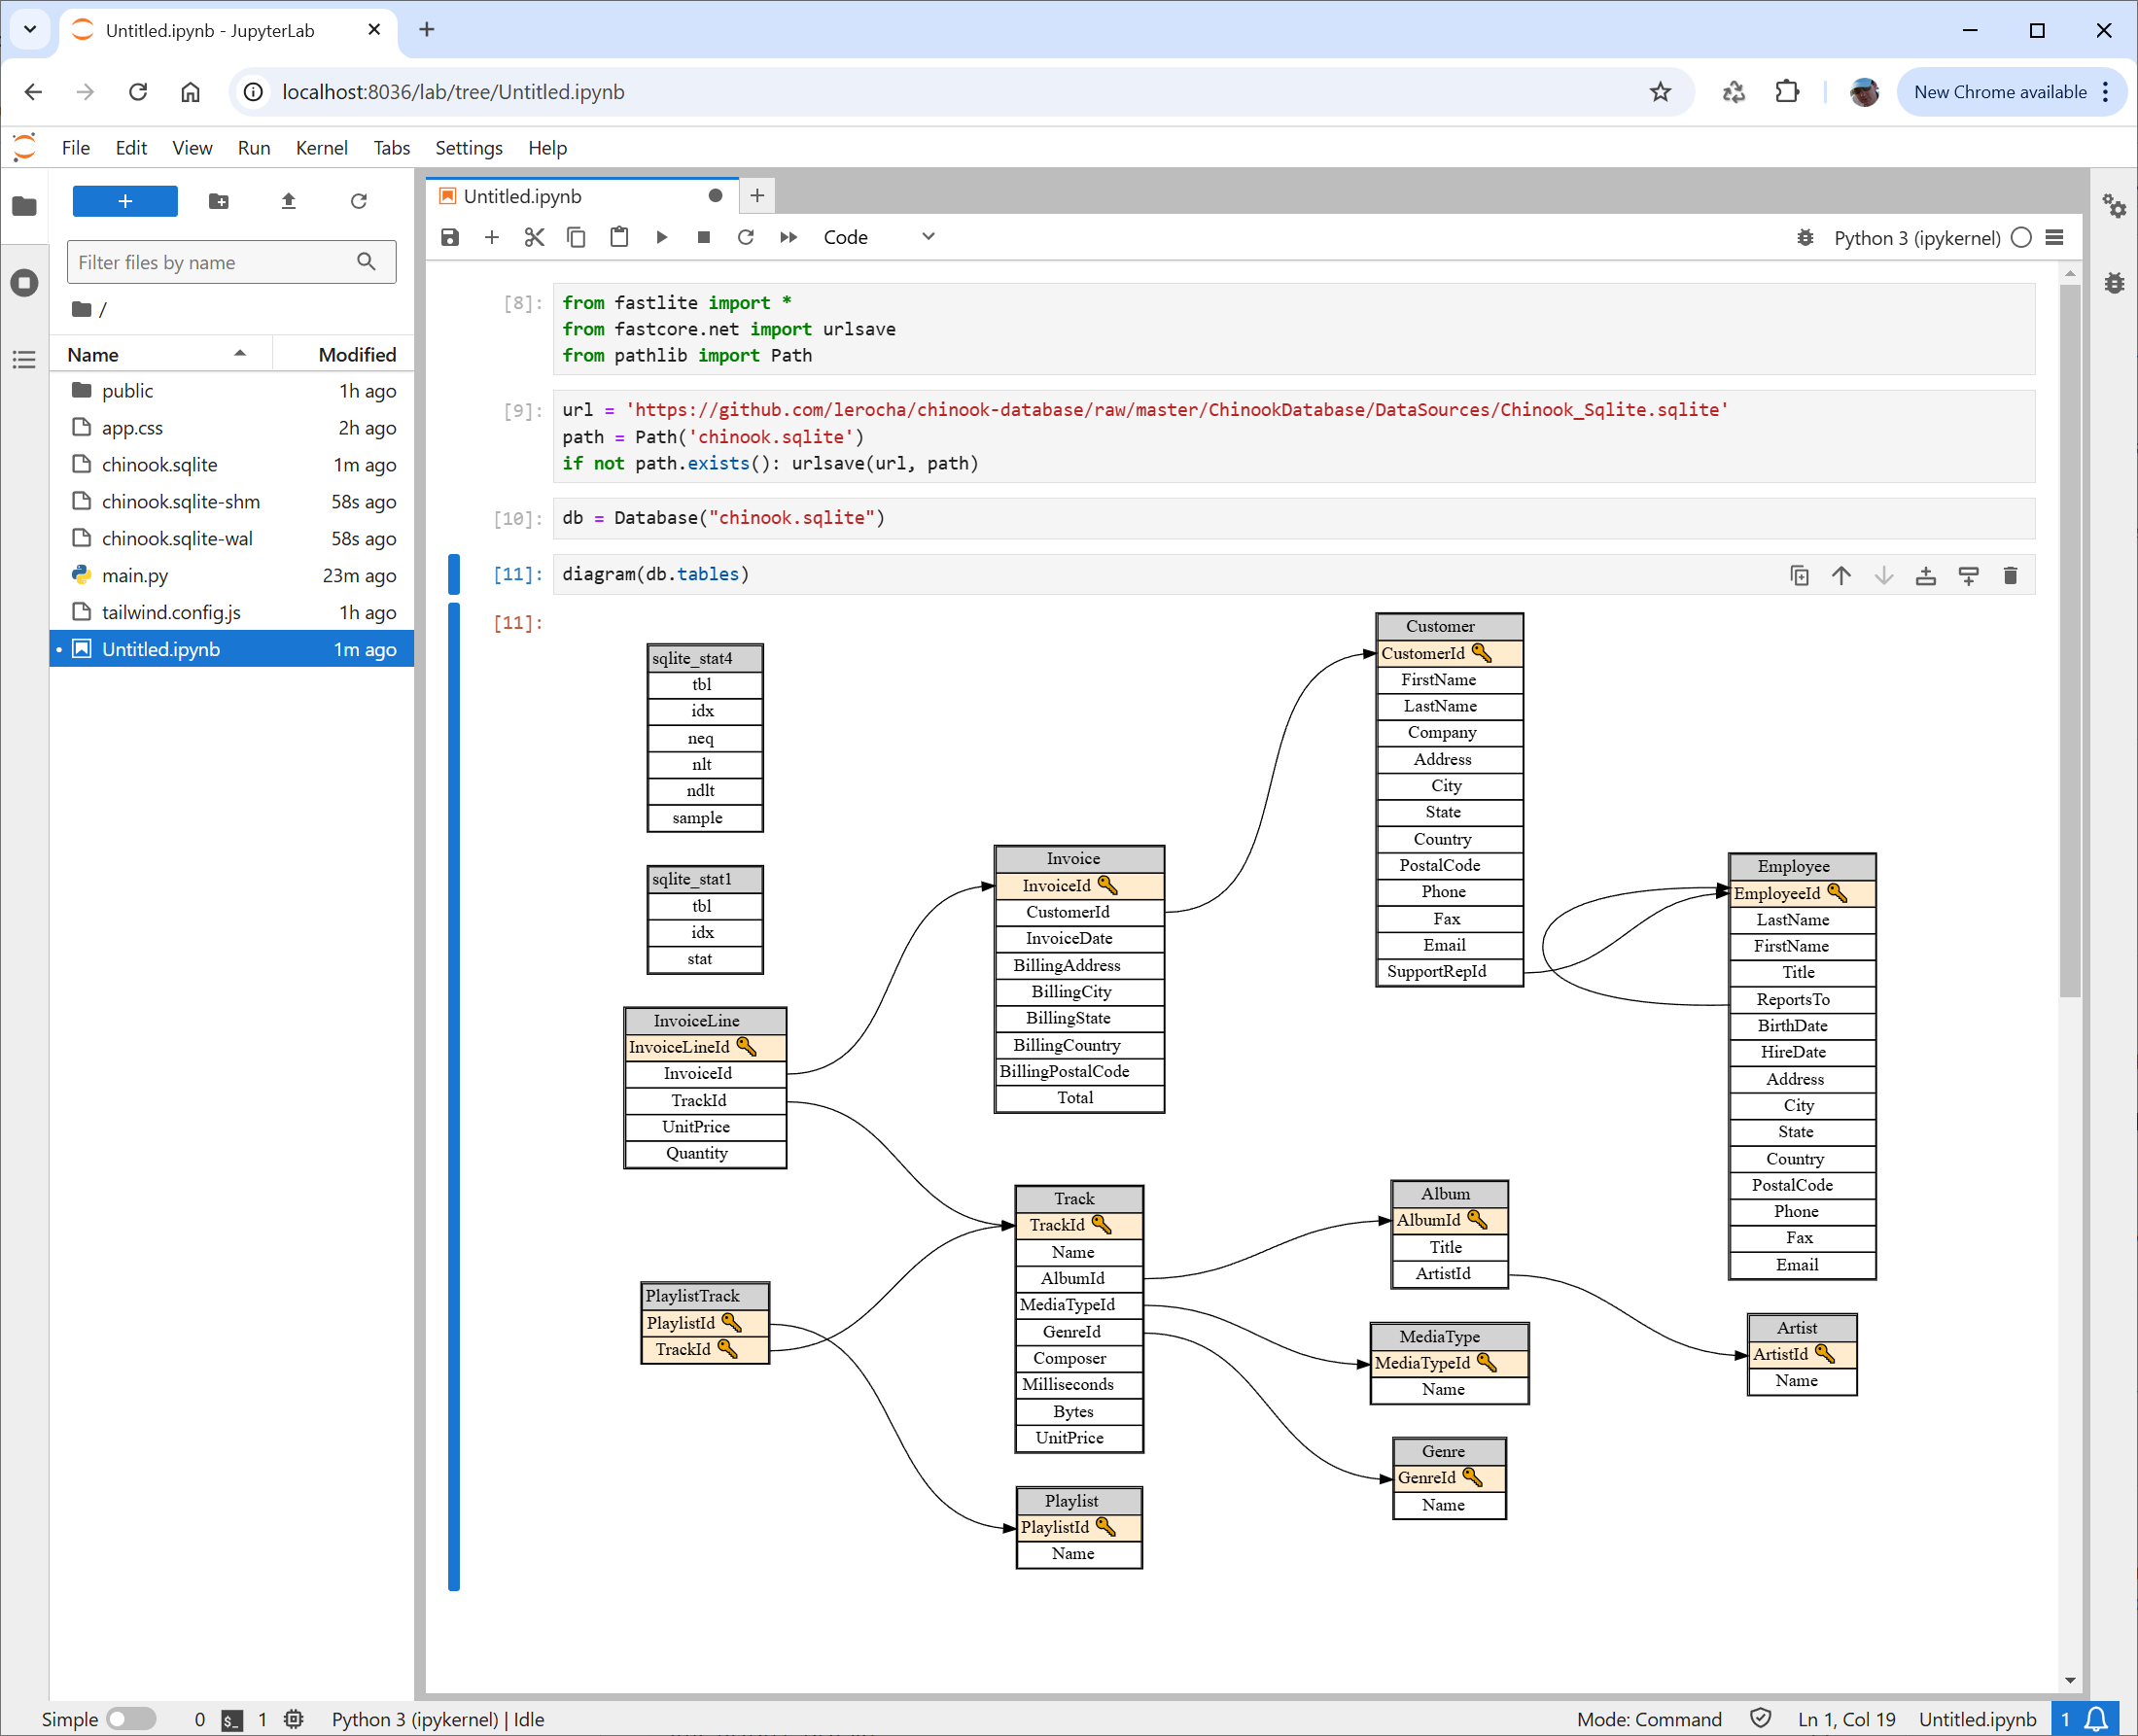 Untitled.ipynb - JupyterLab
localhost:8036/lab/tree/Untitled.ipynb
New Chrome available
File Edit View Run Kernel Tabs Settings Help
+
Filter files by name
/
Name Modified
public 1h ago
app.css 2h ago
chinook.sqlite 1m ago
chinook.sqlite-shm 58s ago
chinook.sqlite-wal 58s ago
main.py 23m ago
tailwind.config.js 1h ago
Untitled.ipynb 1m ago
Untitled.ipynb
Code
Python 3 (ipykernel)
[8]:
from fastlite import *
from fastcore.net import urlsave
from pathlib import Path
[9]:
url = 'https://github.com/lerocha/chinook-database/raw/master/ChinookDatabase/DataSources/Chinook_Sqlite.sqlite'
path = Path('chinook.sqlite')
if not path.exists(): urlsave(url, path)
[10]:
db = Database("chinook.sqlite")
[11]:
diagram(db.tables)
[11]:
sqlite_stat4
tbl
idx
neq
nlt
ndlt
sample
sqlite_stat1
tbl
idx
stat
InvoiceLine
InvoiceLineId
InvoiceId
TrackId
UnitPrice
Quantity
PlaylistTrack
PlaylistId
TrackId
Invoice
InvoiceId
CustomerId
InvoiceDate
BillingAddress
BillingCity
BillingState
BillingCountry
BillingPostalCode
Total
Track
TrackId
Name
AlbumId
MediaTypeId
GenreId
Composer
Milliseconds
Bytes
UnitPrice
Playlist
PlaylistId
Name
Customer
CustomerId
FirstName
LastName
Company
Address
City
State
Country
PostalCode
Phone
Fax
Email
SupportRepId
Album
AlbumId
Title
ArtistId
MediaType
MediaTypeId
Name
Genre
GenreId
Name
Employee
EmployeeId
LastName
FirstName
Title
ReportsTo
BirthDate
HireDate
Address
City
State
Country
PostalCode
Phone
Fax
Email
Artist
ArtistId
Name
Simple 0 $_ 1 Python 3 (ipykernel) | Idle Mode: Command Ln 1, Col 19 Untitled.ipynb 1